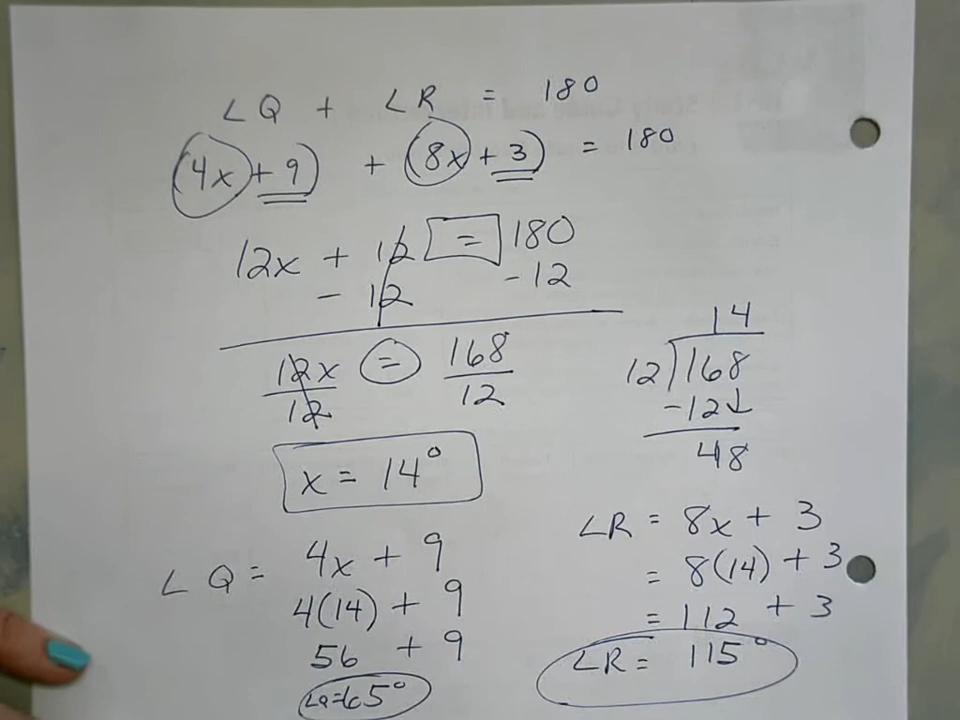 ∠Q + ∠R = 180
(4x + 9) + (8x + 3) = 180
12x + 12 = 180
- 12 - 12
12x = 168
12 12
x = 14°
14
12)168
-12↓
48
∠Q = 4x + 9
4(14) + 9
56 + 9
∠Q=65°
∠R = 8x + 3
= 8(14) + 3
= 112 + 3
∠R = 115°